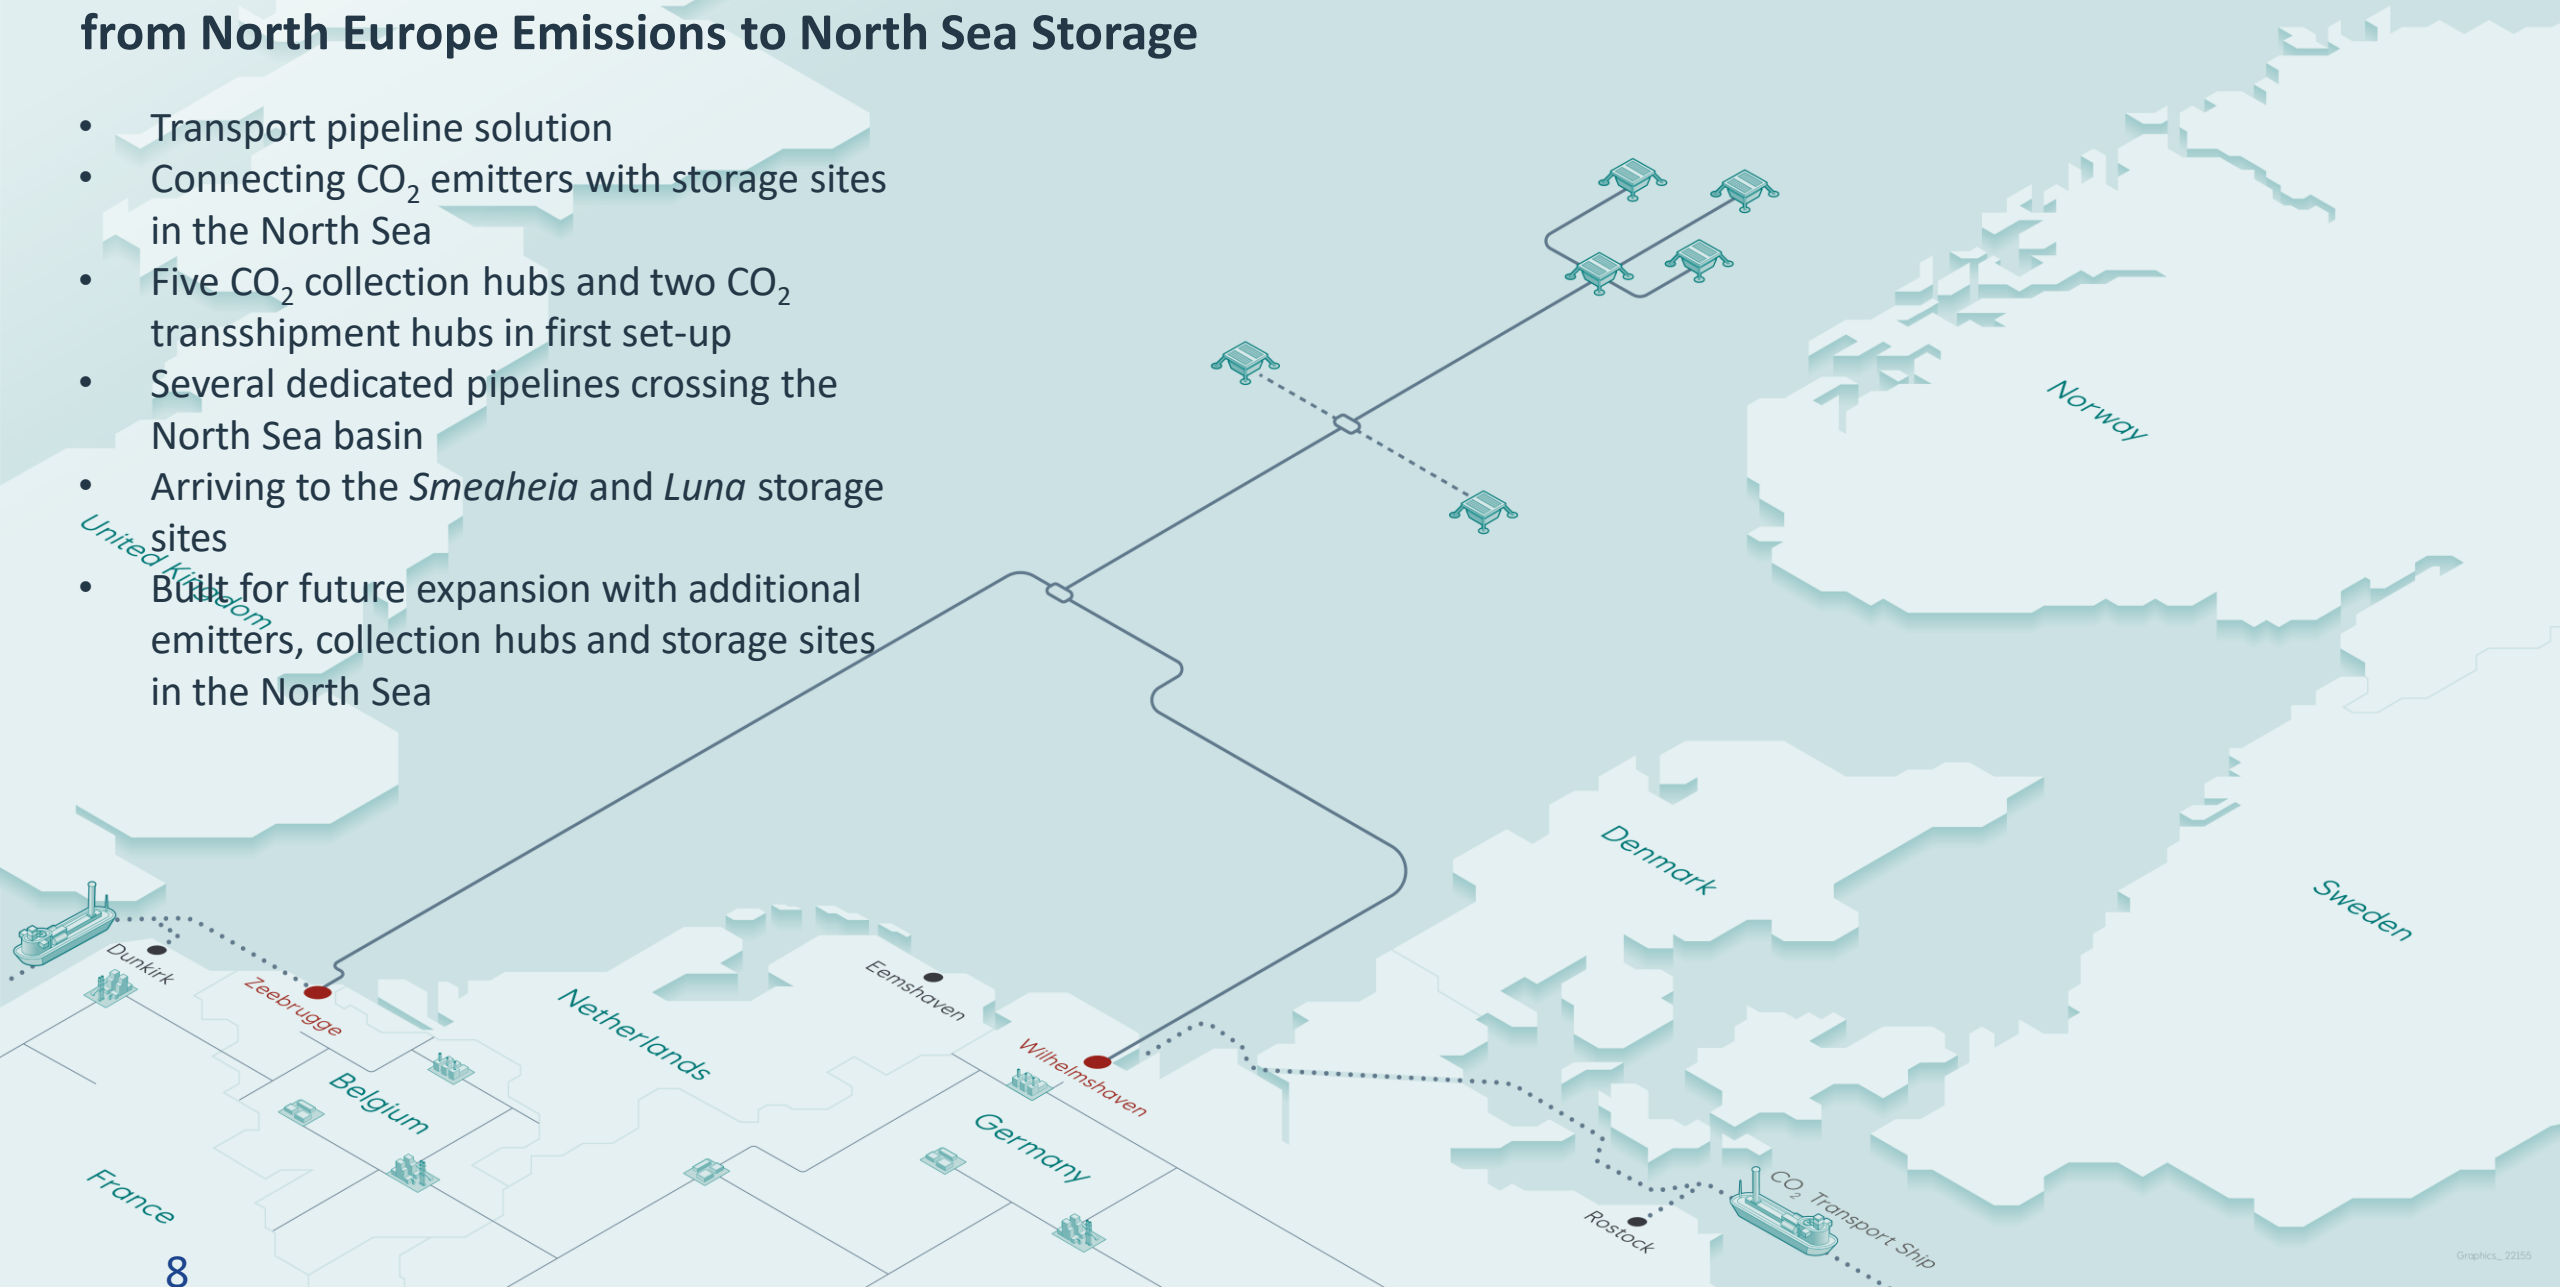 from North Europe Emissions to North Sea Storage
• Transport pipeline solution
• Connecting CO₂ emitters with storage sites
in the North Sea
• Five CO₂ collection hubs and two CO₂
transshipment hubs in first set-up
• Several dedicated pipelines crossing the
North Sea basin
• Arriving to the Smeaheia and Luna storage
sites
• Built for future expansion with additional
emitters, collection hubs and storage sites
in the North Sea
United Kingdom
Norway
Denmark
Sweden
Dunkirk
Zeebrugge
Netherlands
Eemshaven
Wilhelmshaven
Belgium
Germany
France
Rostock
CO₂ Transport Ship
Graphics_ 22155
8